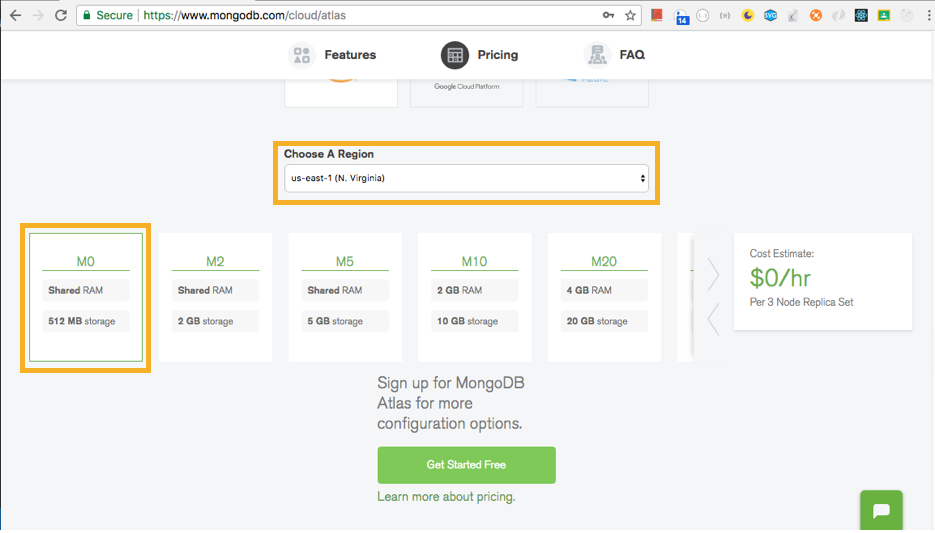 Secure
https://www.mongodb.com/cloud/atlas
14
SVG
Features
Pricing
FAQ
Google Cloud Platform
Azure
Choose A Region
us-east-1 (N. Virginia)
M0
Shared RAM
512 MB storage
M2
Shared RAM
2 GB storage
M5
Shared RAM
5 GB storage
M10
2 GB RAM
10 GB storage
M20
4 GB RAM
20 GB storage
Cost Estimate:
$0/hr
Per 3 Node Replica Set
Sign up for MongoDB
Atlas for more
configuration options.
Get Started Free
Learn more about pricing.